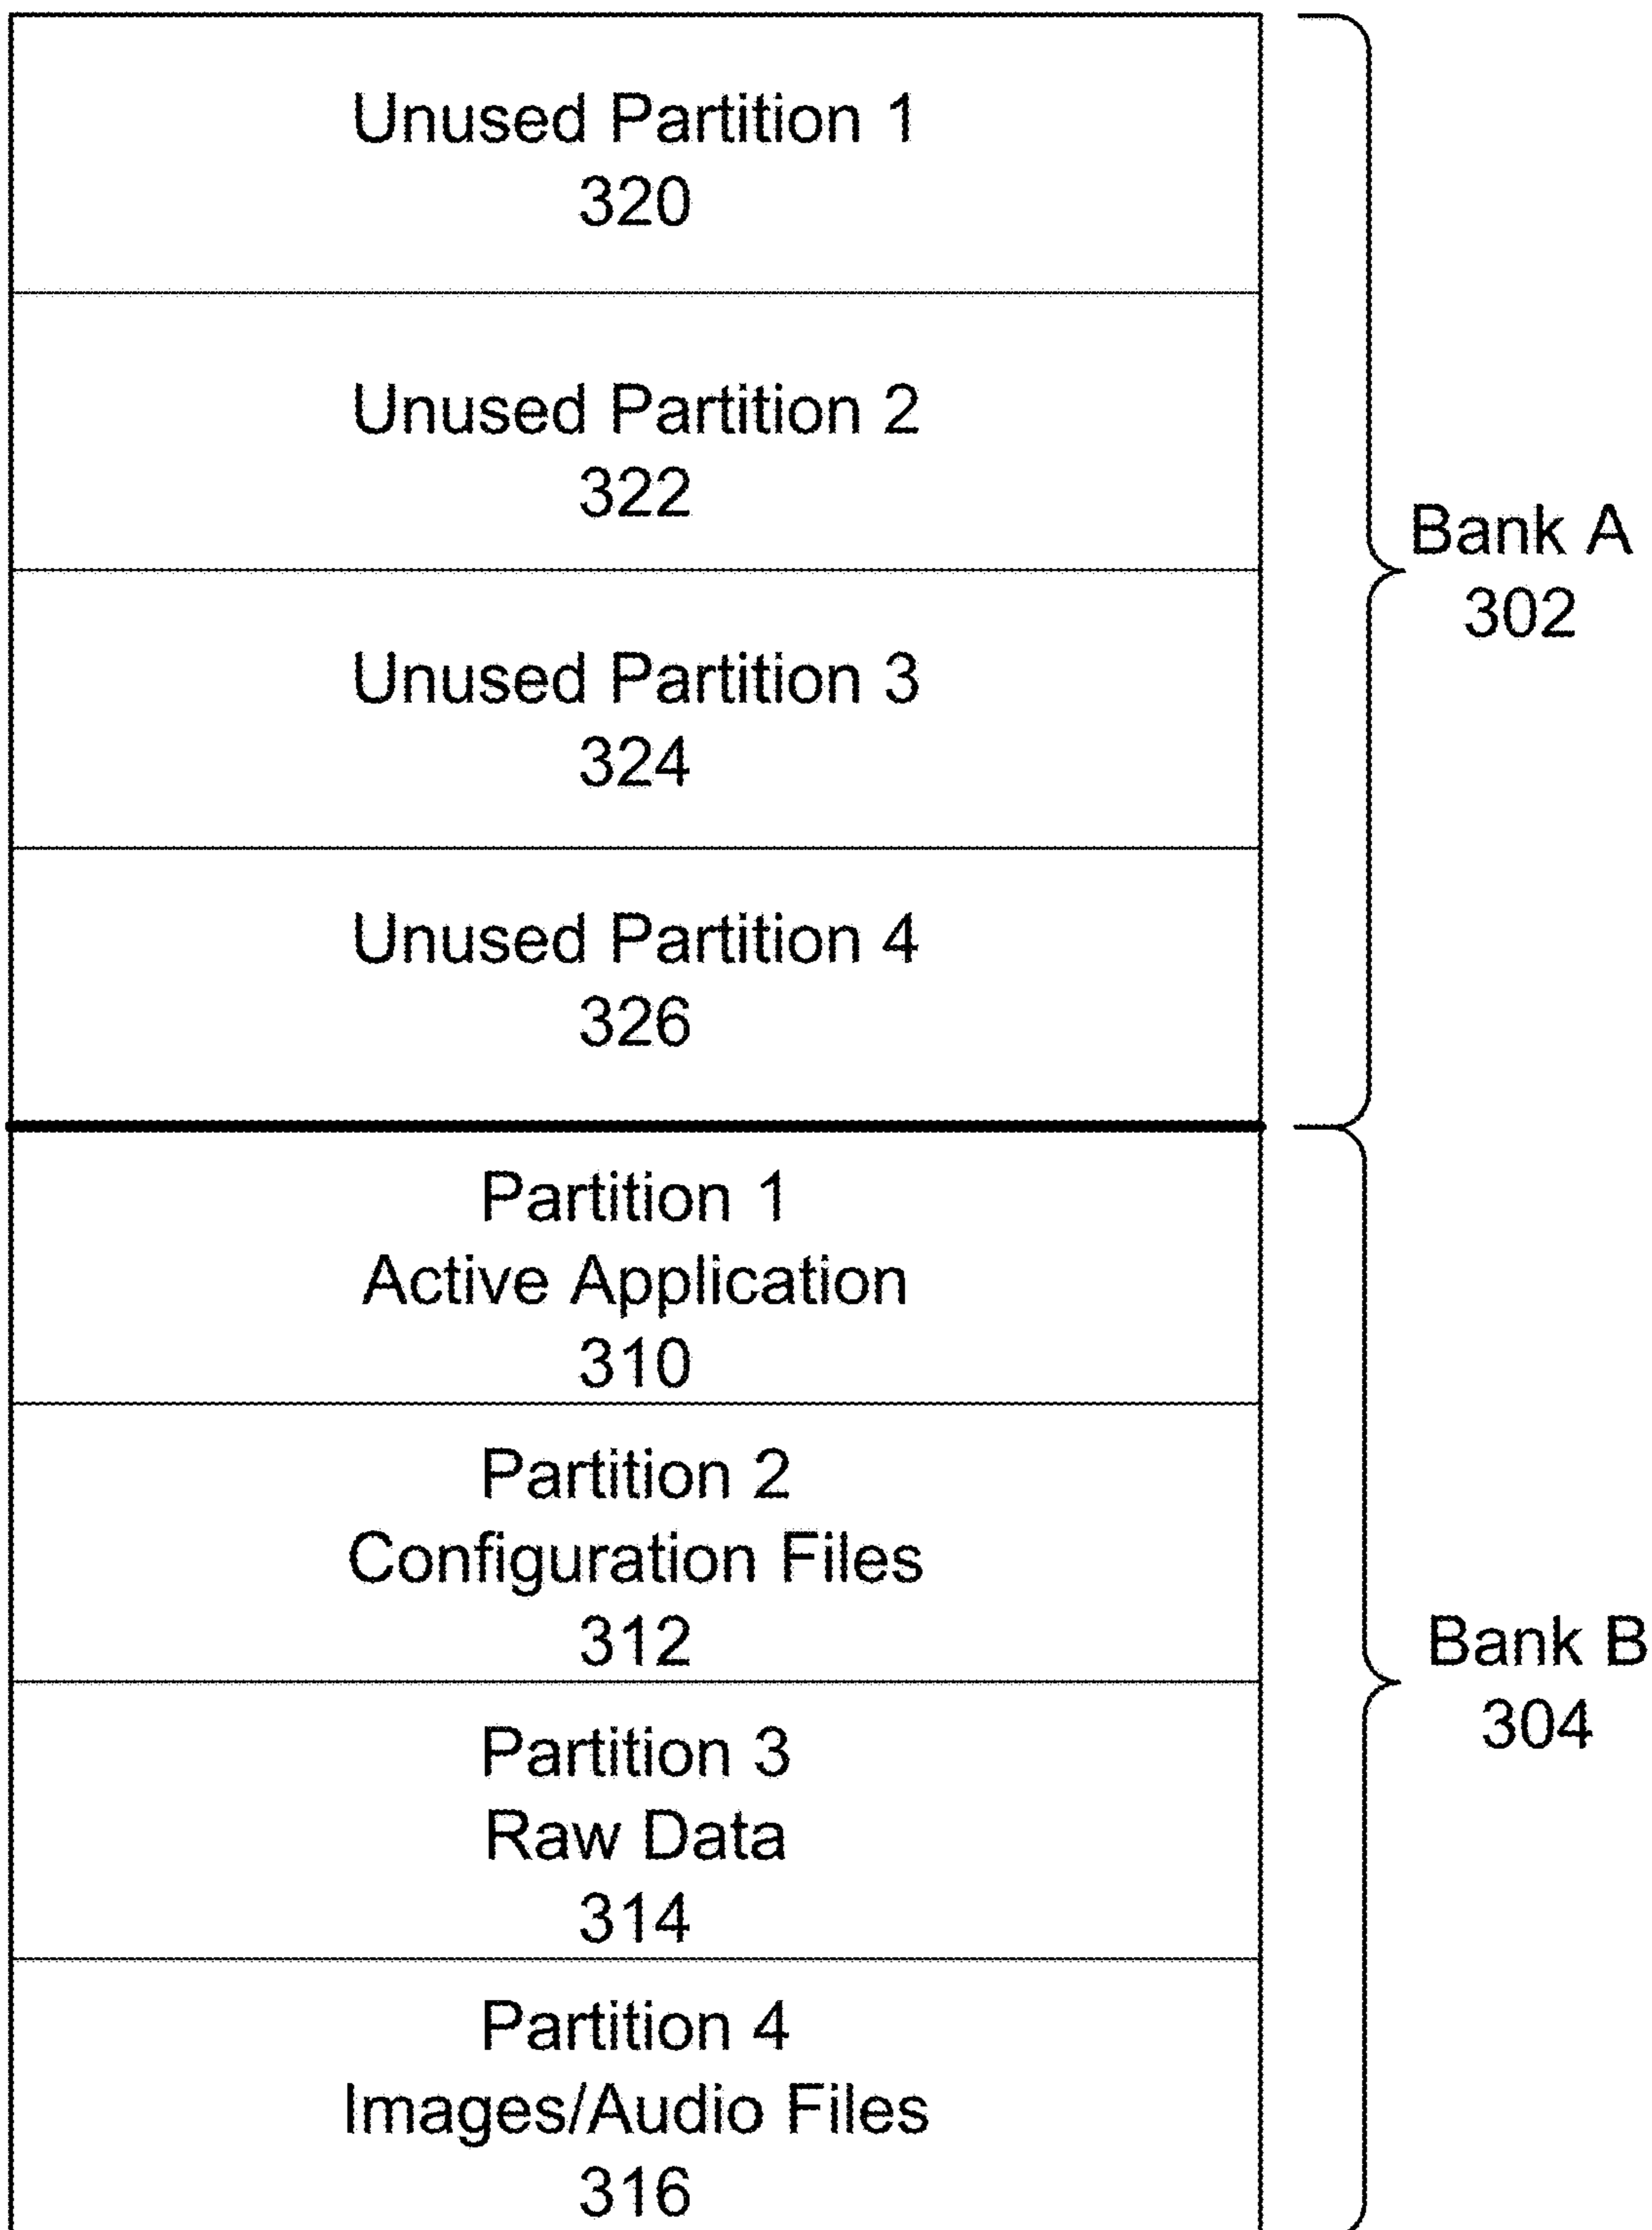 Unused Partition 1
320
Unused Partition 2
322
Unused Partition 3
324
Unused Partition 4
326
Bank A
302
Partition 1
Active Application
310
Partition 2
Configuration Files
312
Partition 3
Raw Data
314
Partition 4
Images/Audio Files
316
Bank B
304